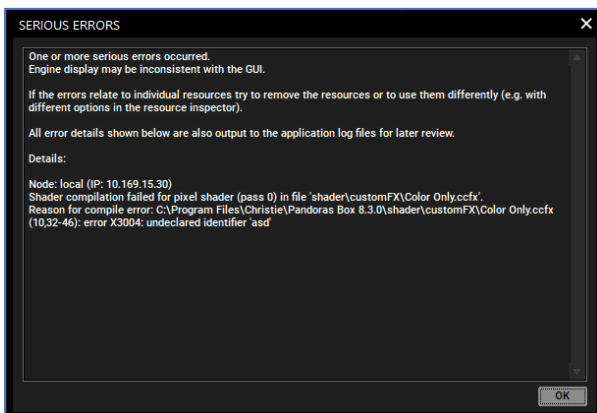 SERIOUS ERRORS
One or more serious errors occurred.
Engine display may be inconsistent with the GUI.
If the errors relate to individual resources try to remove the resources or to use them differently (e.g. with
different options in the resource inspector).
All error details shown below are also output to the application log files for later review.
Details:
Node: local (IP: 10.169.15.30)
Shader compilation failed for pixel shader (pass 0) in file 'shader\customFX\Color Only.ccfx'.
Reason for compile error: C:\Program Files\Christie\Pandoras Box 8.3.0\shader\customFX\Color Only.ccfx
(10,32-46): error X3004: undeclared identifier 'asd'
OK